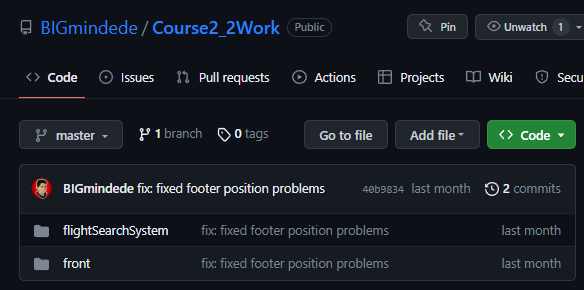 BIGmindede / Course2_2Work Public
Pin Unwatch 1
Code Issues Pull requests Actions Projects Wiki Secu
master 1 branch 0 tags Go to file Add file Code
BIGmindede fix: fixed footer position problems 40b9834 last month 2 commits
flightSearchSystem fix: fixed footer position problems last month
front fix: fixed footer position problems last month